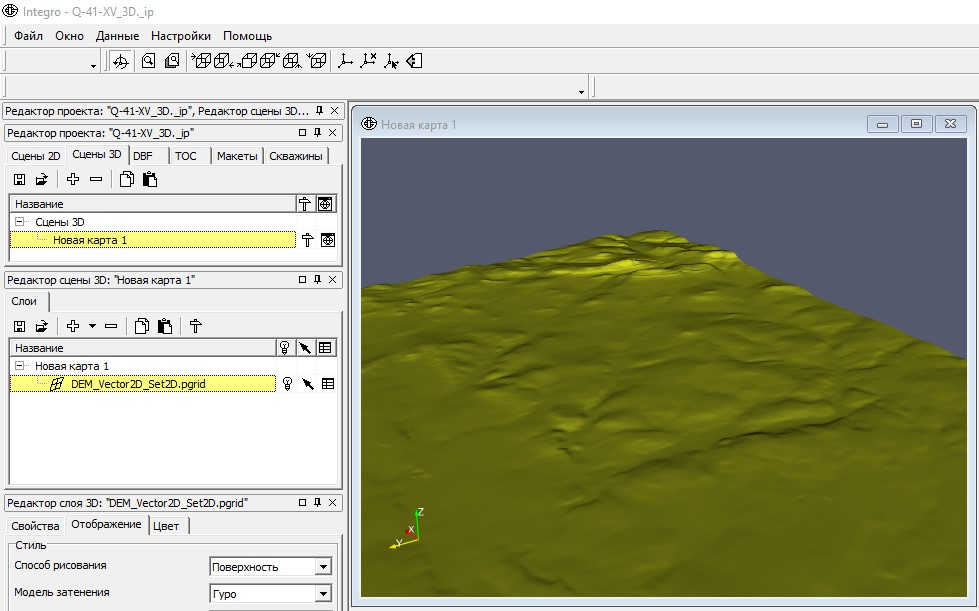 Integro - Q-41-XV_3D._ip
Файл Окно Данные Настройки Помощь
Редактор проекта: "Q-41-XV_3D._ip", Редактор сцены 3D...
Редактор проекта: "Q-41-XV_3D._ip"
Сцены 2D Сцены 3D DBF TOC Макеты Скважины
Название
Сцены 3D
Новая карта 1
Редактор сцены 3D: "Новая карта 1"
Слои
Название
Новая карта 1
DEM_Vector2D_Set2D.pgrid
Редактор слоя 3D: "DEM_Vector2D_Set2D.pgrid"
Свойства Отображение Цвет
Стиль
Способ рисования Поверхность
Модель затенения Гуро
Новая карта 1
Z
X
Y